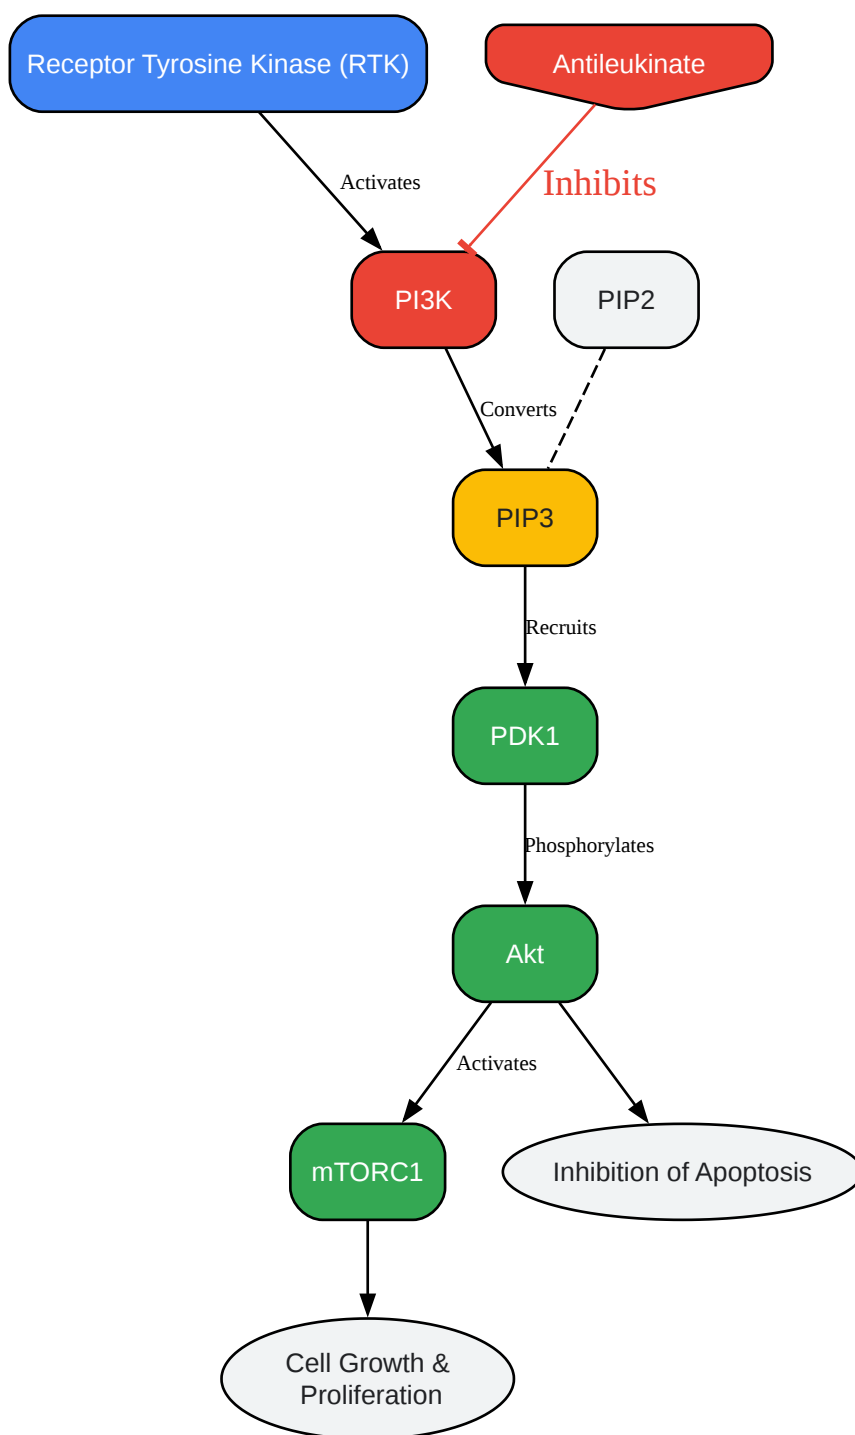 Receptor Tyrosine Kinase (RTK)
Antileukinate
Activates
Inhibits
PI3K
PIP2
Converts
PIP3
Recruits
PDK1
Phosphorylates
Akt
Activates
mTORC1
Inhibition of Apoptosis
Cell Growth &
Proliferation